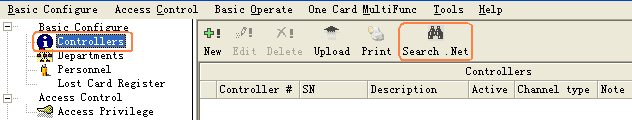 Basic Configure Access Control Basic Operate One Card MultiFunc Tools Help
Basic Configure
Controllers
Departments
Personnel
Lost Card Register
Access Control
Access Privilege
New Edit Delete Upload Print Search .Net
Controllers
Controller # SN Description Active Channel type Note